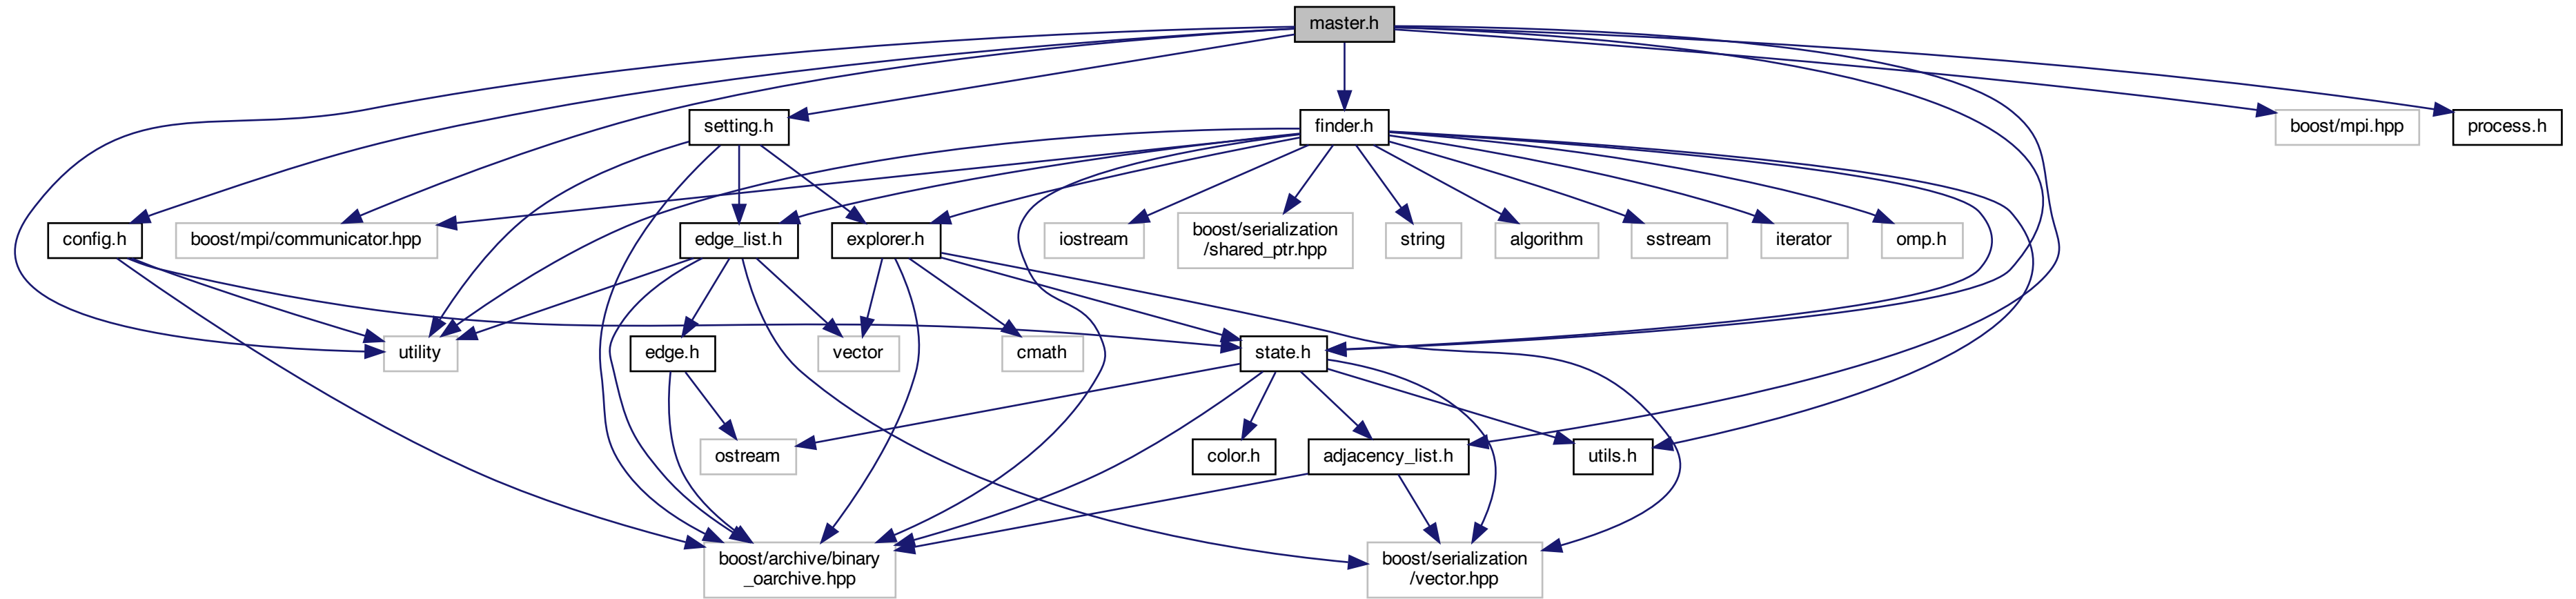 master.h
setting.h
finder.h
boost/mpi.hpp
process.h
config.h
boost/mpi/communicator.hpp
edge_list.h
explorer.h
iostream
boost/serialization
/shared_ptr.hpp
string
algorithm
sstream
iterator
omp.h
utility
edge.h
vector
cmath
state.h
ostream
color.h
adjacency_list.h
utils.h
boost/archive/binary
_oarchive.hpp
boost/serialization
/vector.hpp